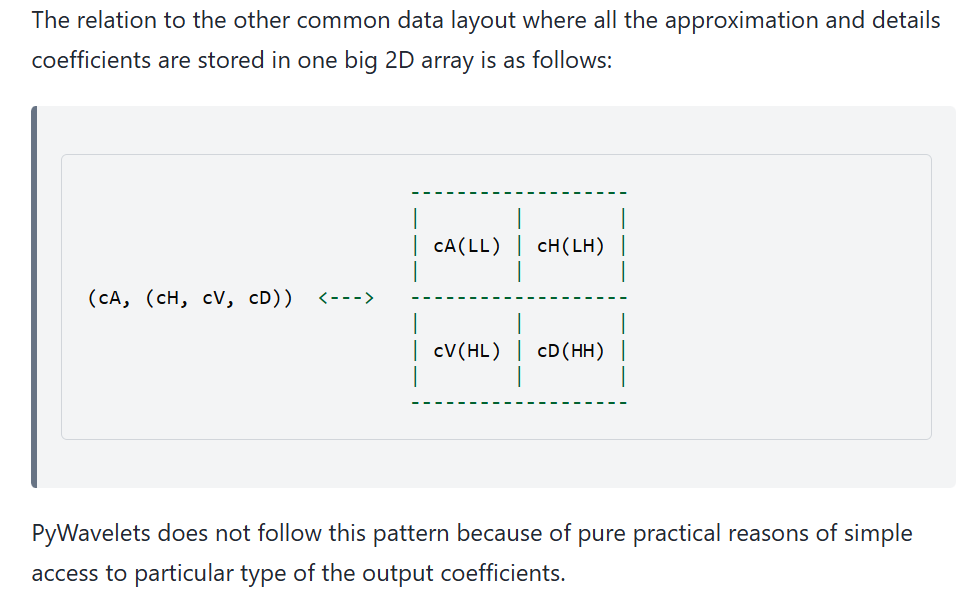 The relation to the other common data layout where all the approximation and details
coefficients are stored in one big 2D array is as follows:
-------------------
|          |          |
| cA(LL) | cH(LH) |
|          |          |
(cA, (cH, cV, cD)) <---> -------------------
|          |          |
| cV(HL) | cD(HH) |
|          |          |
-------------------
PyWavelets does not follow this pattern because of pure practical reasons of simple
access to particular type of the output coefficients.